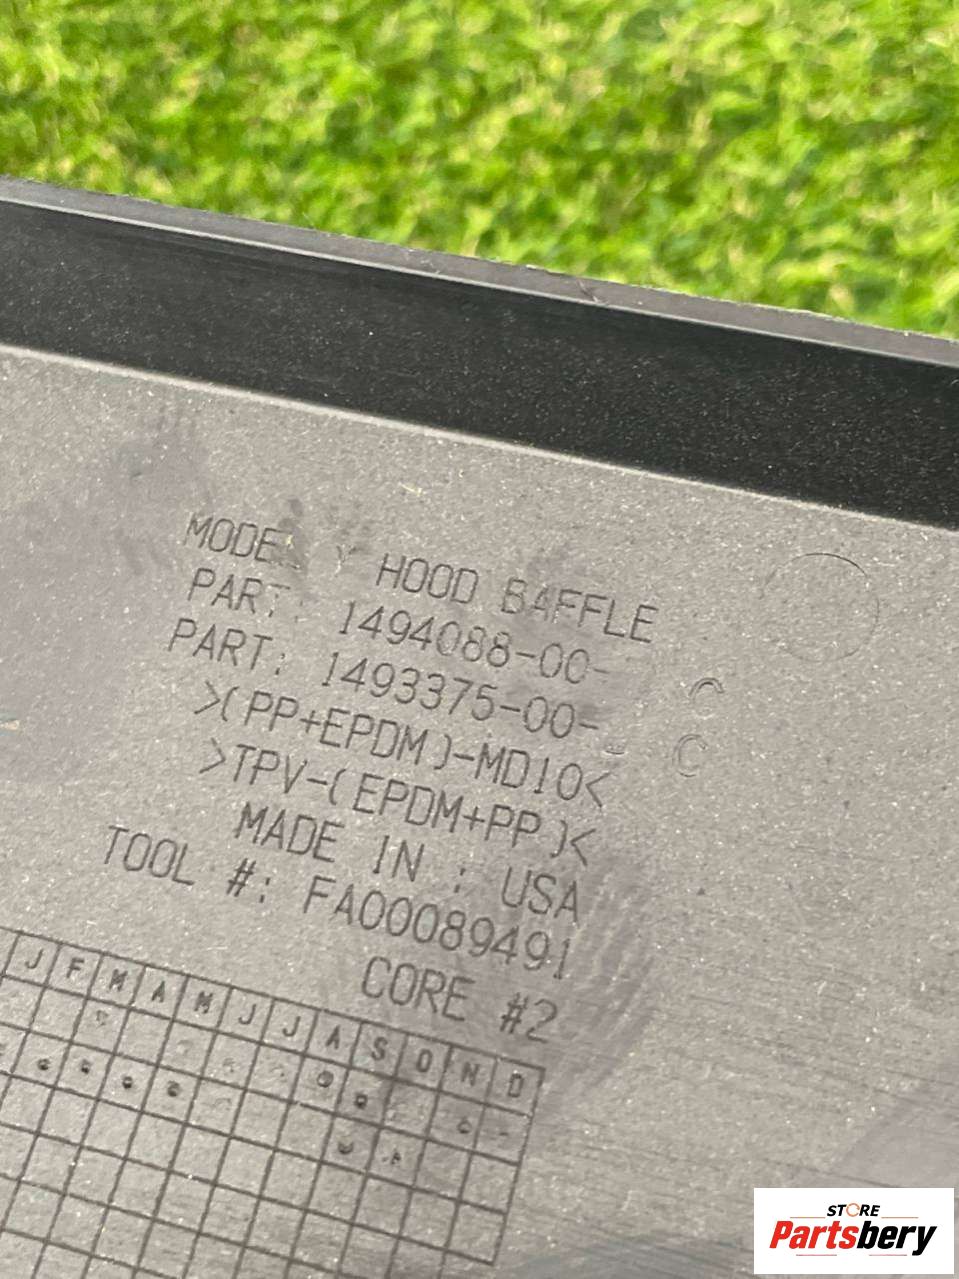 MODEL Y HOOD BAFFLE
PART: 1494088-00- C
PART: 1493375-00-_ C
>(PP+EPDM)-MD10<
>TPV-(EPDM+PP)<
MADE IN : USA
TOOL #: FA00089491
CORE #2
J F M A M J J A S O N D
STORE
Partsbery